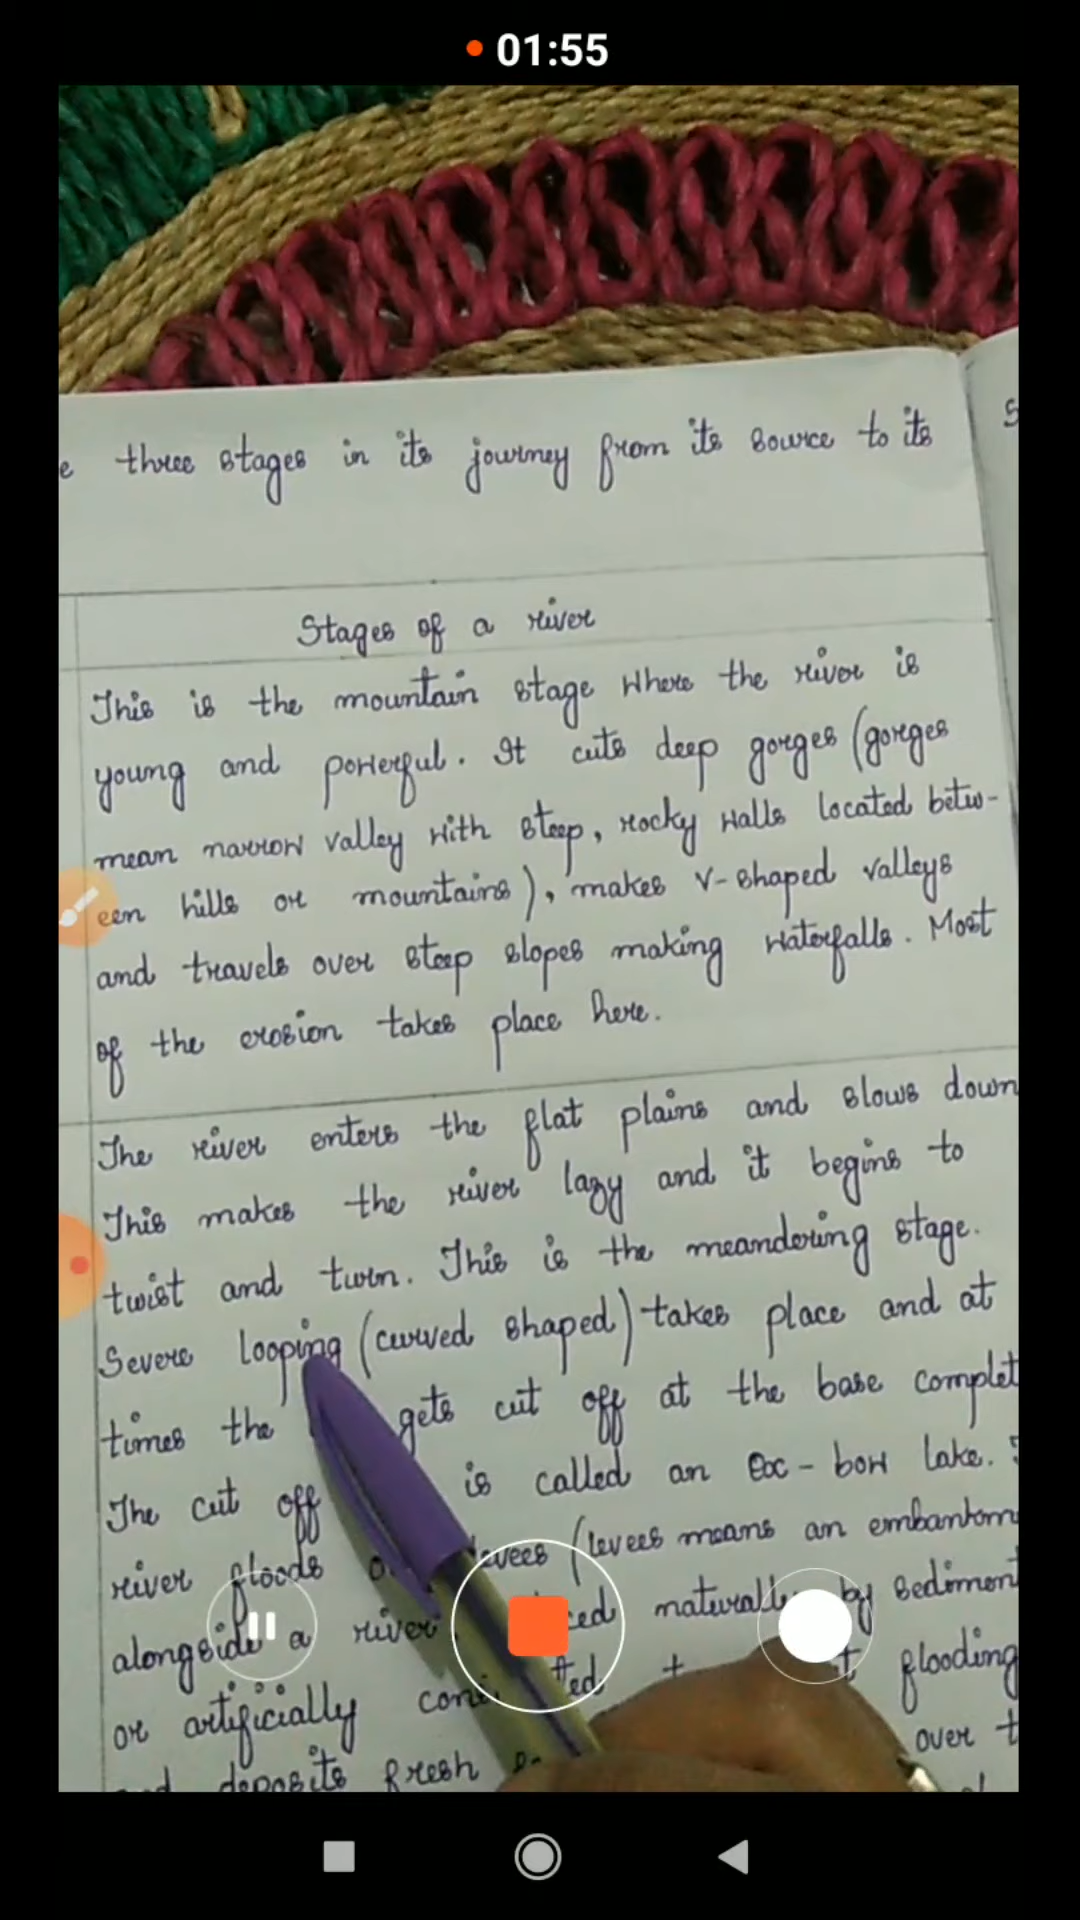 01:55
e three stages in its journey from its source to its
S
Stages of a river
This is the mountain stage where the river is
young and powerful. It cuts deep gorges (gorges
mean narrow valley with steep, rocky walls located betw-
een hills or mountains), makes V-shaped valleys
and travels over steep slopes making waterfalls. Most
of the erosion takes place here.
The river enters the flat plains and slows down
This makes the river lazy and it begins to
twist and turn. This is the meandering stage.
Severe looping (curved shaped) takes place and at
times the gets cut off at the base complet
The cut off is called an Ox-bow lake.
river floods levees (levees means an embankm
alongside a river naturally by sediment
or artificially flooding
deposits fresh over t